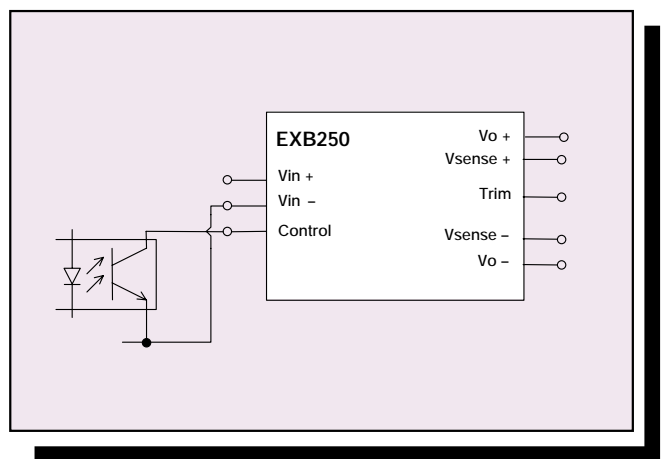 EXB250
Vin +
Vin –
Control
Vo +
Vsense +
Trim
Vsense –
Vo –